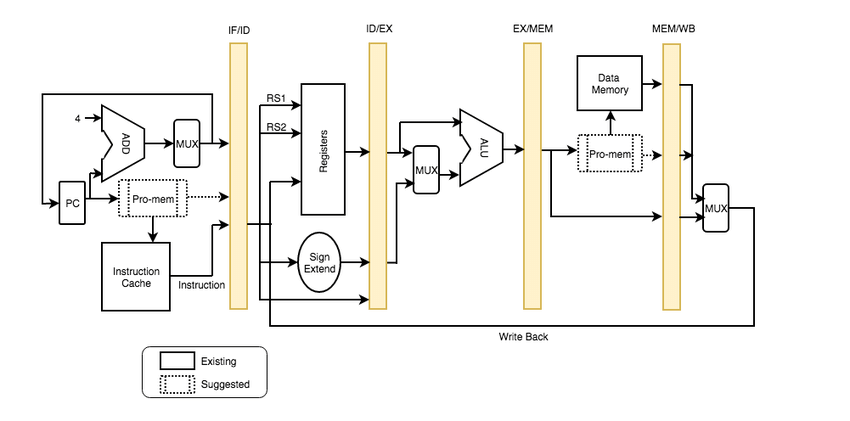 IF/ID
ID/EX
EX/MEM
MEM/WB
4
ADD
MUX
PC
Pro-mem
Instruction
Cache
Instruction
RS1
RS2
Registers
Sign
Extend
MUX
ALU
Data
Memory
Pro-mem
MUX
Write Back
Existing
Suggested